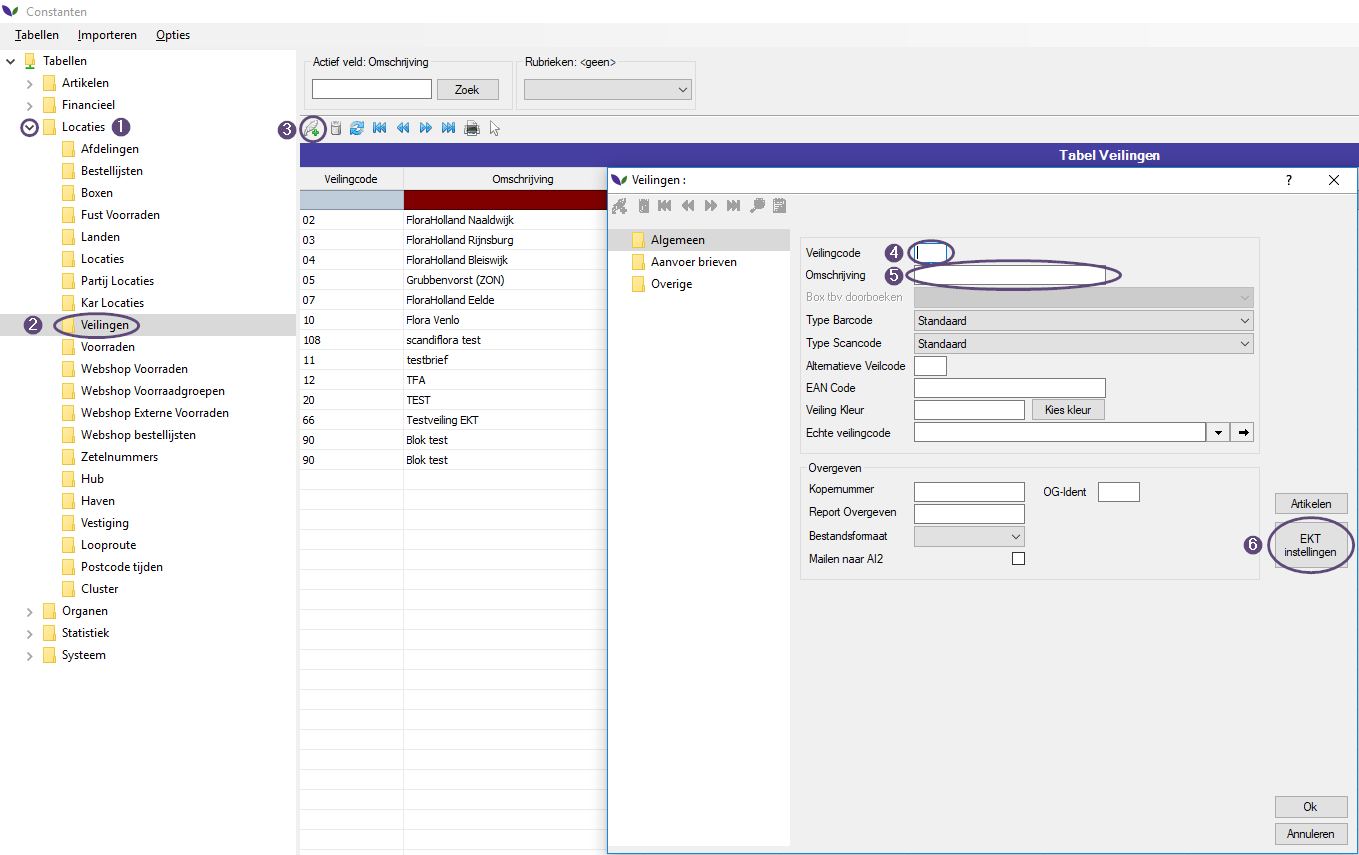 Constanten
Tabellen Importeren Opties
Tabellen
Artikelen
Financieel
Locaties 1
Afdelingen
Bestellijsten
Boxen
Fust Voorraden
Landen
Locaties
Partij Locaties
Kar Locaties
2 Veilingen
Voorraden
Webshop Voorraden
Webshop Voorraadgroepen
Webshop Externe Voorraden
Webshop bestellijsten
Zetelnummers
Hub
Haven
Vestiging
Looproute
Postcode tijden
Cluster
Organen
Statistiek
Systeem
Actief veld: Omschrijving
Zoek
Rubrieken: <geen>
3
Tabel Veilingen
Veilingcode Omschrijving
02 FloraHolland Naaldwijk
03 FloraHolland Rijnsburg
04 FloraHolland Bleiswijk
05 Grubbenvorst (ZON)
07 FloraHolland Eelde
10 Flora Venlo
108 scandiflora test
11 testbrief
12 TFA
20 TEST
66 Testveiling EKT
90 Blok test
90 Blok test
Veilingen : ?
Algemeen
Aanvoer brieven
Overige
Veilingcode 4
Omschrijving 5
Box tbv doorboeken
Type Barcode Standaard
Type Scancode Standaard
Alternatieve Veilcode
EAN Code
Veiling Kleur Kies kleur
Echte veilingcode
Overgeven
Kopernummer OG-Ident
Report Overgeven
Bestandsformaat
Mailen naar AI2
Artikelen
6 EKT
instellingen
Ok
Annuleren